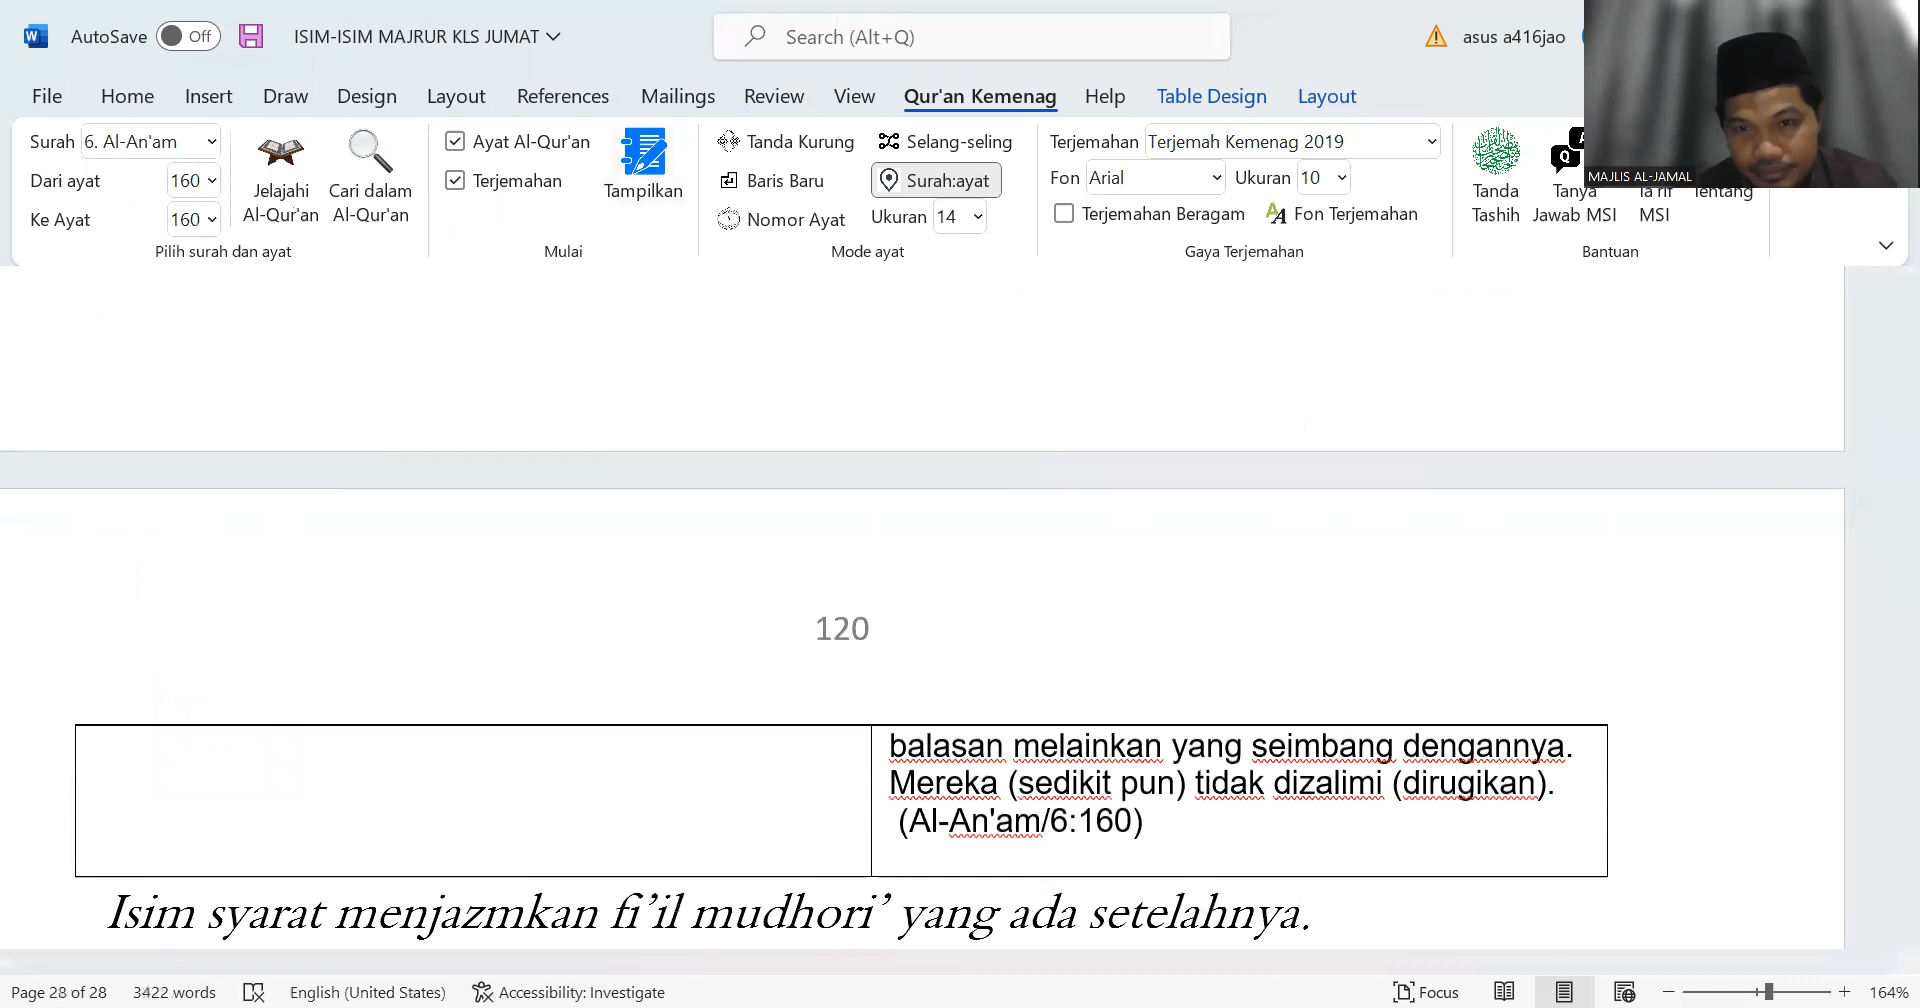 AutoSave Off ISIM-ISIM MAJRUR KLS JUMAT Search (Alt+Q) asus a416jao
File Home Insert Draw Design Layout References Mailings Review View Qur'an Kemenag Help Table Design Layout
Surah 6. Al-An'am
Dari ayat 160
Ke Ayat 160
Jelajahi Al-Qur'an
Cari dalam Al-Qur'an
Pilih surah dan ayat
Ayat Al-Qur'an
Terjemahan
Tampilkan
Mulai
Tanda Kurung
Baris Baru
Nomor Ayat
Selang-seling
Surah:ayat
Ukuran 14
Mode ayat
Terjemahan Terjemah Kemenag 2019
Fon Arial Ukuran 10
Terjemahan Beragam Fon Terjemahan
Gaya Terjemahan
Tanda Tashih
Tanya Jawab MSI
Ta'rif MSI
Tentang
Bantuan
MAJLIS AL-JAMAL
120
balasan melainkan yang seimbang dengannya.
Mereka (sedikit pun) tidak dizalimi (dirugikan).
(Al-An'am/6:160)
Isim syarat menjazmkan fi’il mudhori’ yang ada setelahnya.
Page 28 of 28 3422 words English (United States) Accessibility: Investigate Focus 164%